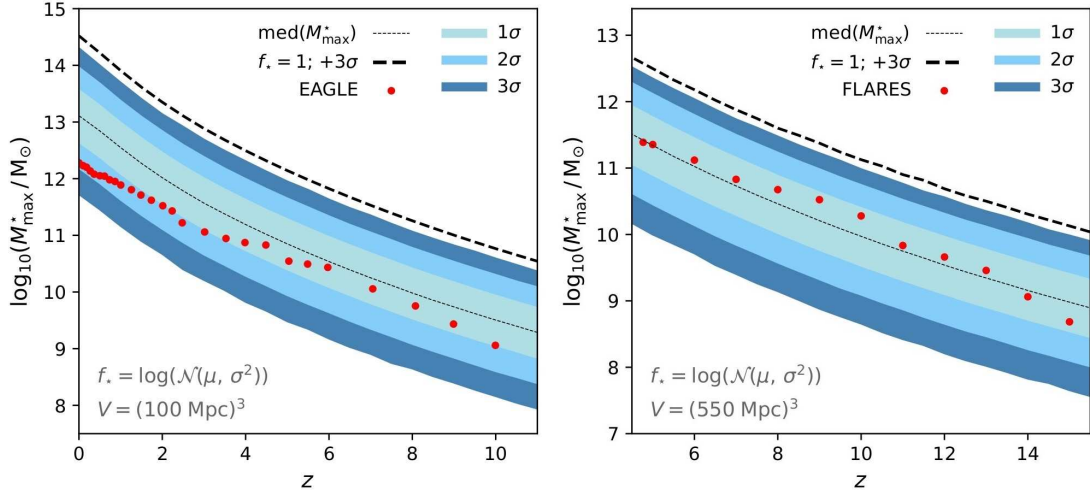 med(M*max)
f⋆ = 1; +3σ
EAGLE
1σ
2σ
3σ
log10(M*max / M⊙)
15
14
13
12
11
10
9
8
f⋆ = log(𝒩(μ, σ²))
V = (100 Mpc)³
0 2 4 6 8 10
z
med(M*max)
f⋆ = 1; +3σ
FLARES
1σ
2σ
3σ
log10(M*max / M⊙)
13
12
11
10
9
8
7
f⋆ = log(𝒩(μ, σ²))
V = (550 Mpc)³
6 8 10 12 14
z